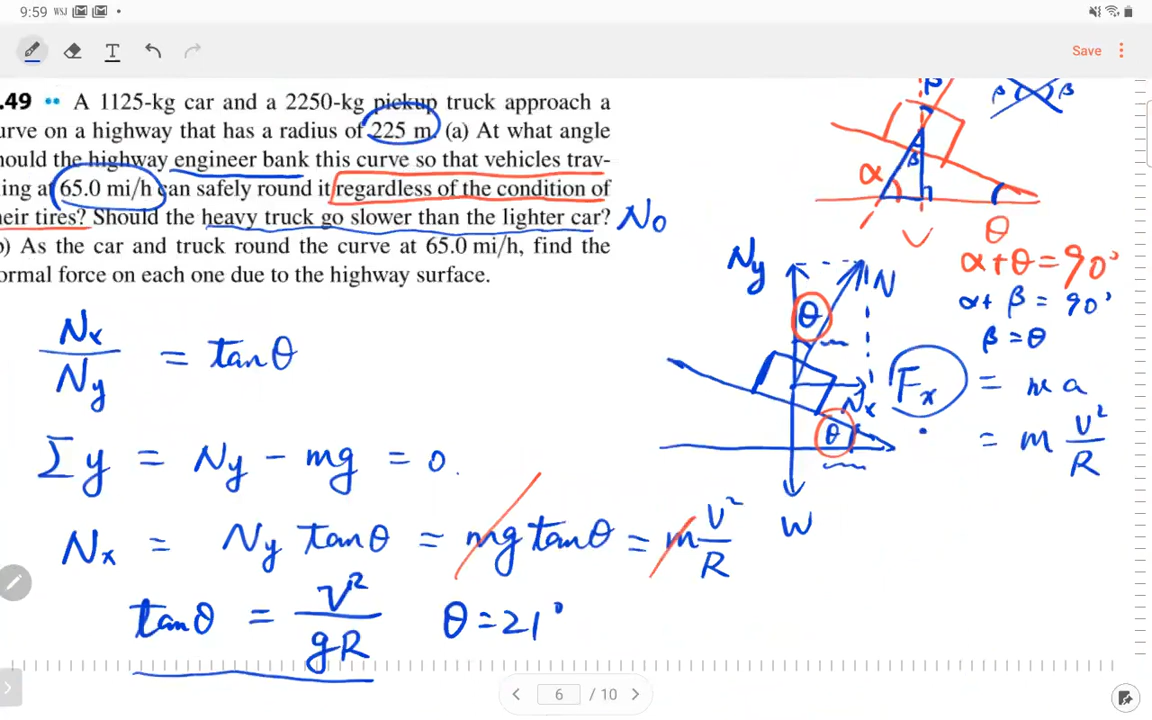 9:59 WSJ
Save
.49 •• A 1125-kg car and a 2250-kg pickup truck approach a
urve on a highway that has a radius of 225 m. (a) At what angle
hould the highway engineer bank this curve so that vehicles trav-
ing at 65.0 mi/h can safely round it regardless of the condition of
heir tires? Should the heavy truck go slower than the lighter car? No
) As the car and truck round the curve at 65.0 mi/h, find the
ormal force on each one due to the highway surface.
β
β β
β
α
θ
α+θ=90°
α+ β = 90°
β = θ
Ny
N
θ
Nx
θ
W
Fx = ma
= m V²/R
Nx/Ny = tanθ
Σy = Ny - mg = 0.
Nx = Ny tanθ = mg tanθ = m V²/R
tanθ = V²/gR θ=21°
6 / 10